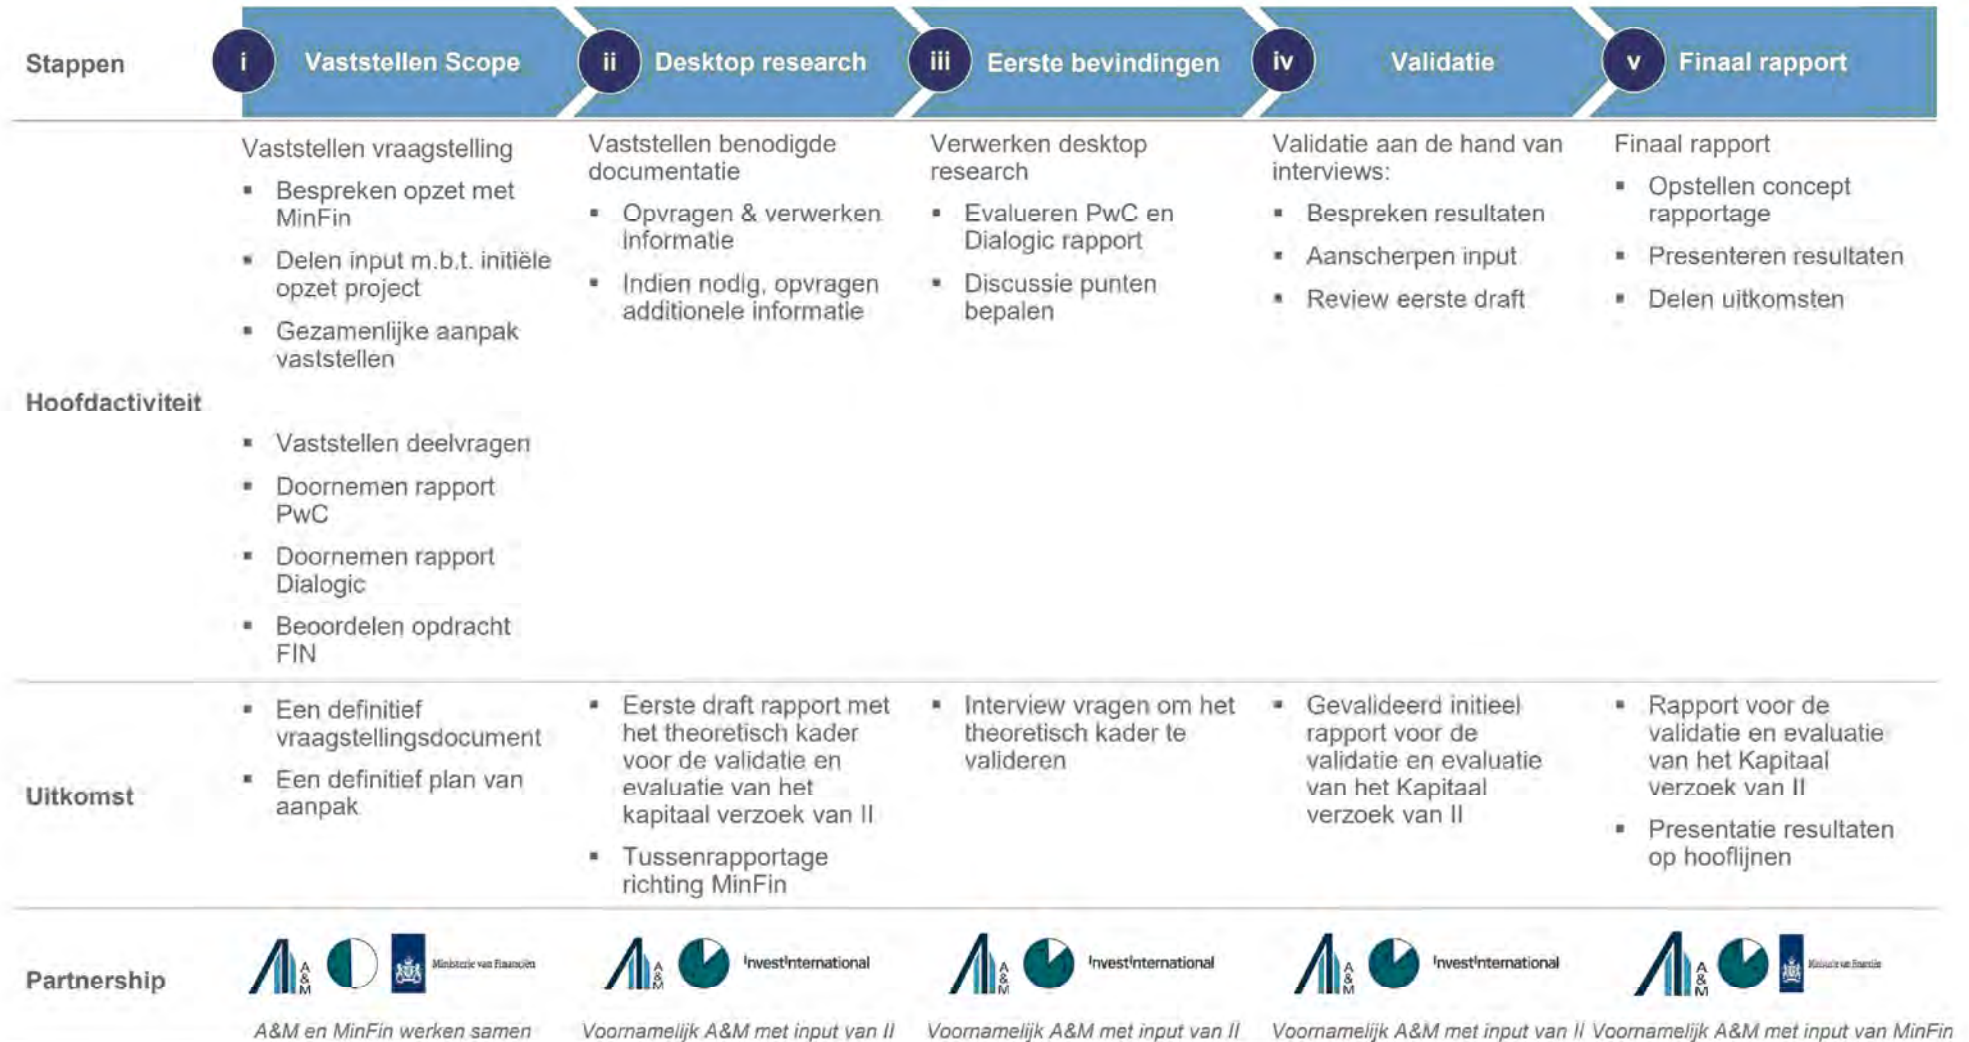 Stappen
i
Vaststellen Scope
ii
Desktop research
iii
Eerste bevindingen
iv
Validatie
v
Finaal rapport
Hoofdactiviteit
Vaststellen vraagstelling
▪ Bespreken opzet met
MinFin
▪ Delen input m.b.t. initiële
opzet project
▪ Gezamenlijke aanpak
vaststellen
▪ Vaststellen deelvragen
▪ Doornemen rapport
PwC
▪ Doornemen rapport
Dialogic
▪ Beoordelen opdracht
FIN
Vaststellen benodigde
documentatie
▪ Opvragen & verwerken
informatie
▪ Indien nodig, opvragen
additionele informatie
Verwerken desktop
research
▪ Evalueren PwC en
Dialogic rapport
▪ Discussie punten
bepalen
Validatie aan de hand van
interviews:
▪ Bespreken resultaten
▪ Aanscherpen input
▪ Review eerste draft
Finaal rapport
▪ Opstellen concept
rapportage
▪ Presenteren resultaten
▪ Delen uitkomsten
Uitkomst
▪ Een definitief
vraagstellingsdocument
▪ Een definitief plan van
aanpak
▪ Eerste draft rapport met
het theoretisch kader
voor de validatie en
evaluatie van het
kapitaal verzoek van II
▪ Tussenrapportage
richting MinFin
▪ Interview vragen om het
theoretisch kader te
valideren
▪ Gevalideerd initieel
rapport voor de
validatie en evaluatie
van het Kapitaal
verzoek van II
▪ Rapport voor de
validatie en evaluatie
van het Kapitaal
verzoek van II
▪ Presentatie resultaten
op hooflijnen
Partnership
A&M
Ministerie van Financiën
A&M en MinFin werken samen
A&M
InvestInternational
Voornamelijk A&M met input van II
A&M
InvestInternational
Voornamelijk A&M met input van II
A&M
InvestInternational
Voornamelijk A&M met input van II
A&M
Ministerie van Financiën
Voornamelijk A&M met input van MinFin